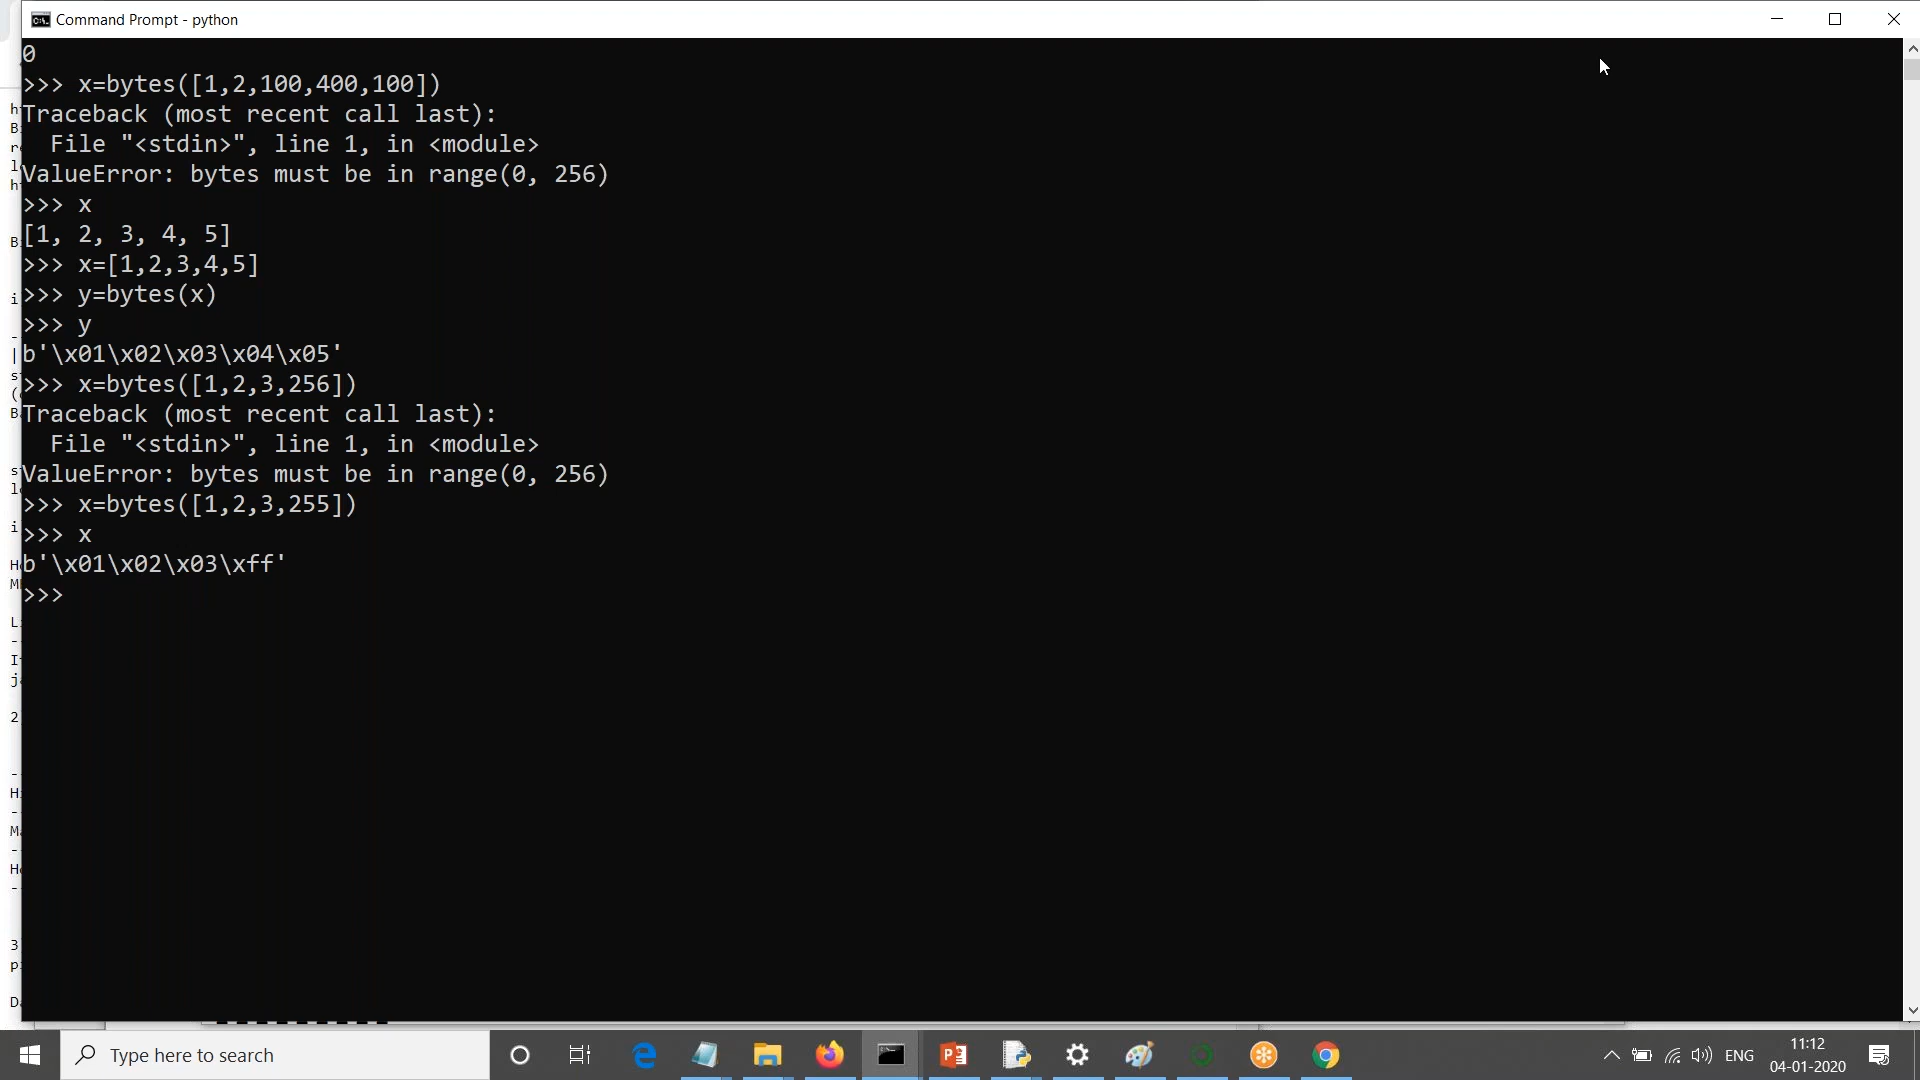 Command Prompt - python
0
>>> x=bytes([1,2,100,400,100])
Traceback (most recent call last):
  File "<stdin>", line 1, in <module>
ValueError: bytes must be in range(0, 256)
>>> x
[1, 2, 3, 4, 5]
>>> x=[1,2,3,4,5]
>>> y=bytes(x)
>>> y
b'\x01\x02\x03\x04\x05'
>>> x=bytes([1,2,3,256])
Traceback (most recent call last):
  File "<stdin>", line 1, in <module>
ValueError: bytes must be in range(0, 256)
>>> x=bytes([1,2,3,255])
>>> x
b'\x01\x02\x03\xff'
>>>
Type here to search
ENG
11:12
04-01-2020